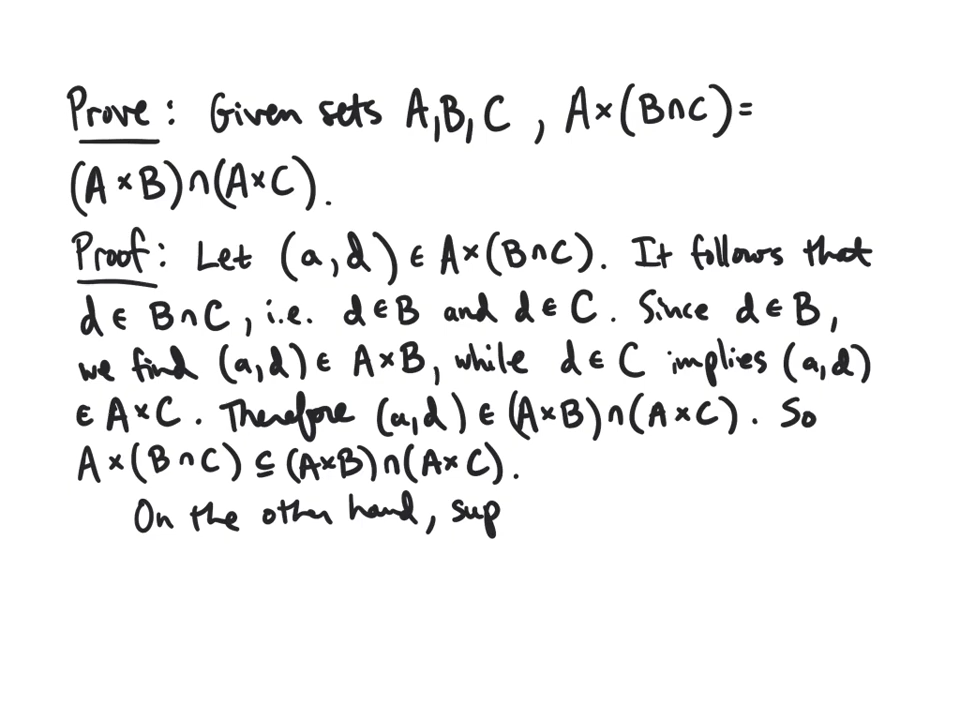 Prove: Given sets A,B,C, A×(B∩C)=
(A×B)∩(A×C).
Proof: Let (a,d) ∈ A×(B∩C). It follows that
d ∈ B∩C, i.e. d∈B and d∈C. Since d∈B,
we find (a,d)∈ A×B, while d∈C implies (a,d)
∈ A×C. Therefore (a,d) ∈ (A×B)∩(A×C). So
A×(B∩C) ⊆ (A×B)∩(A×C).
On the other hand, sup